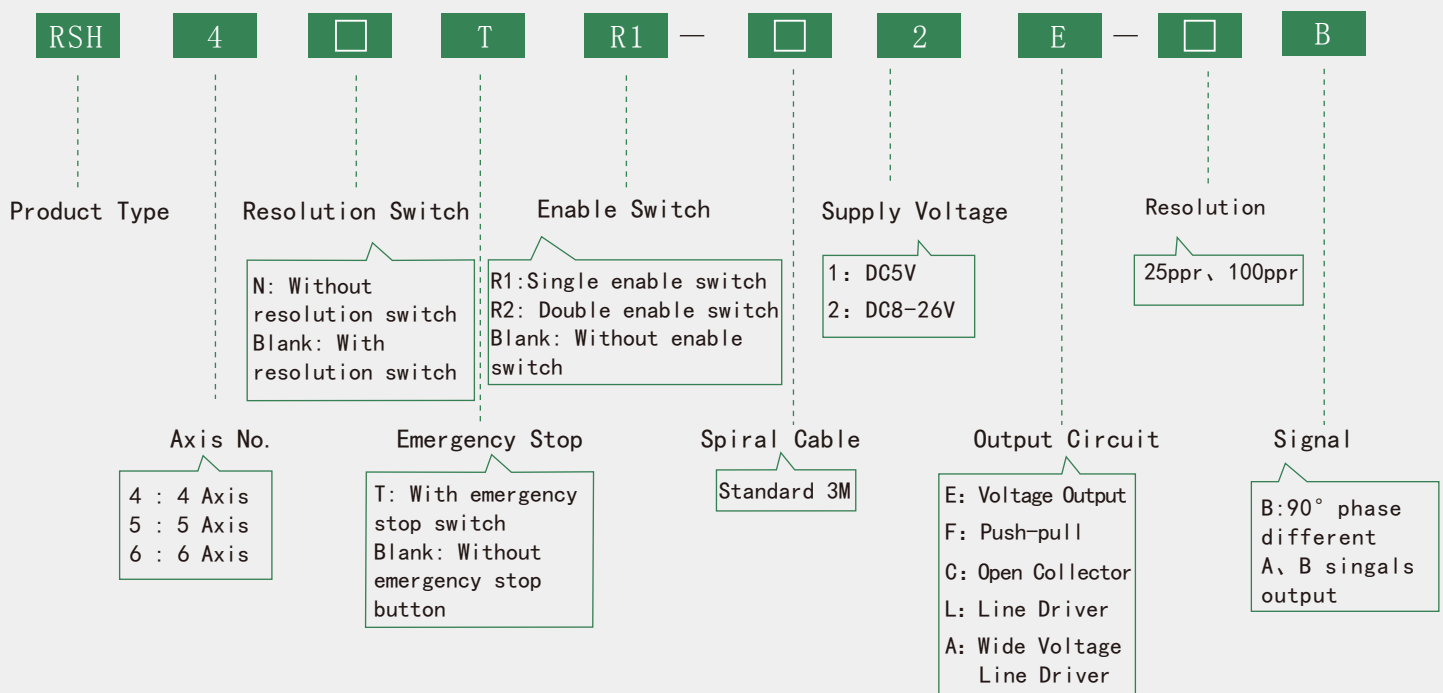 RSH 4 □ T R1 — □ 2 E — □ B
Product Type
Resolution Switch
Enable Switch
Supply Voltage
Resolution
N: Without
resolution switch
Blank: With
resolution switch
R1:Single enable switch
R2: Double enable switch
Blank: Without enable
switch
1: DC5V
2: DC8-26V
25ppr、100ppr
Axis No.
Emergency Stop
Spiral Cable
Output Circuit
Signal
4 : 4 Axis
5 : 5 Axis
6 : 6 Axis
T: With emergency
stop switch
Blank: Without
emergency stop
button
Standard 3M
E: Voltage Output
F: Push-pull
C: Open Collector
L: Line Driver
A: Wide Voltage
Line Driver
B:90° phase
different
A、B singals
output